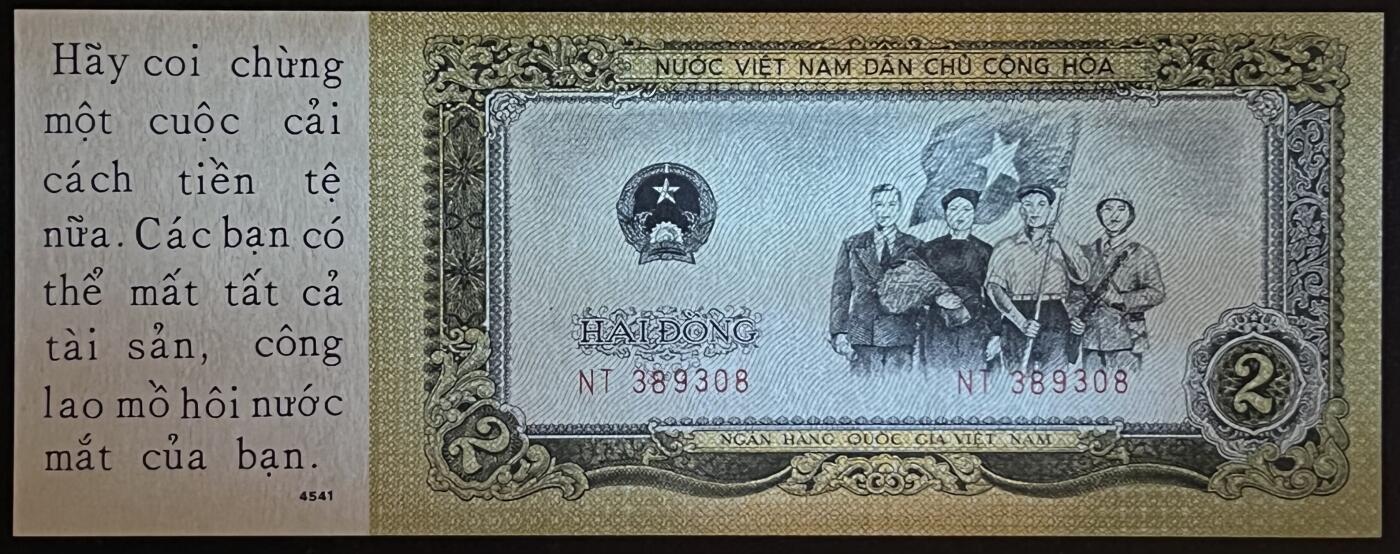 Hãy coi chừng
một cuộc cải
cách tiền tệ
nữa. Các bạn có
thể mất tất cả
tài sản, công
lao mồ hôi nước
mắt của bạn.
4541
NƯỚC VIỆT NAM DÂN CHỦ CỘNG HÒA
HAI ĐỒNG
NT 389308
NT 389308
2
2
NGÂN HÀNG QUỐC GIA VIỆT NAM